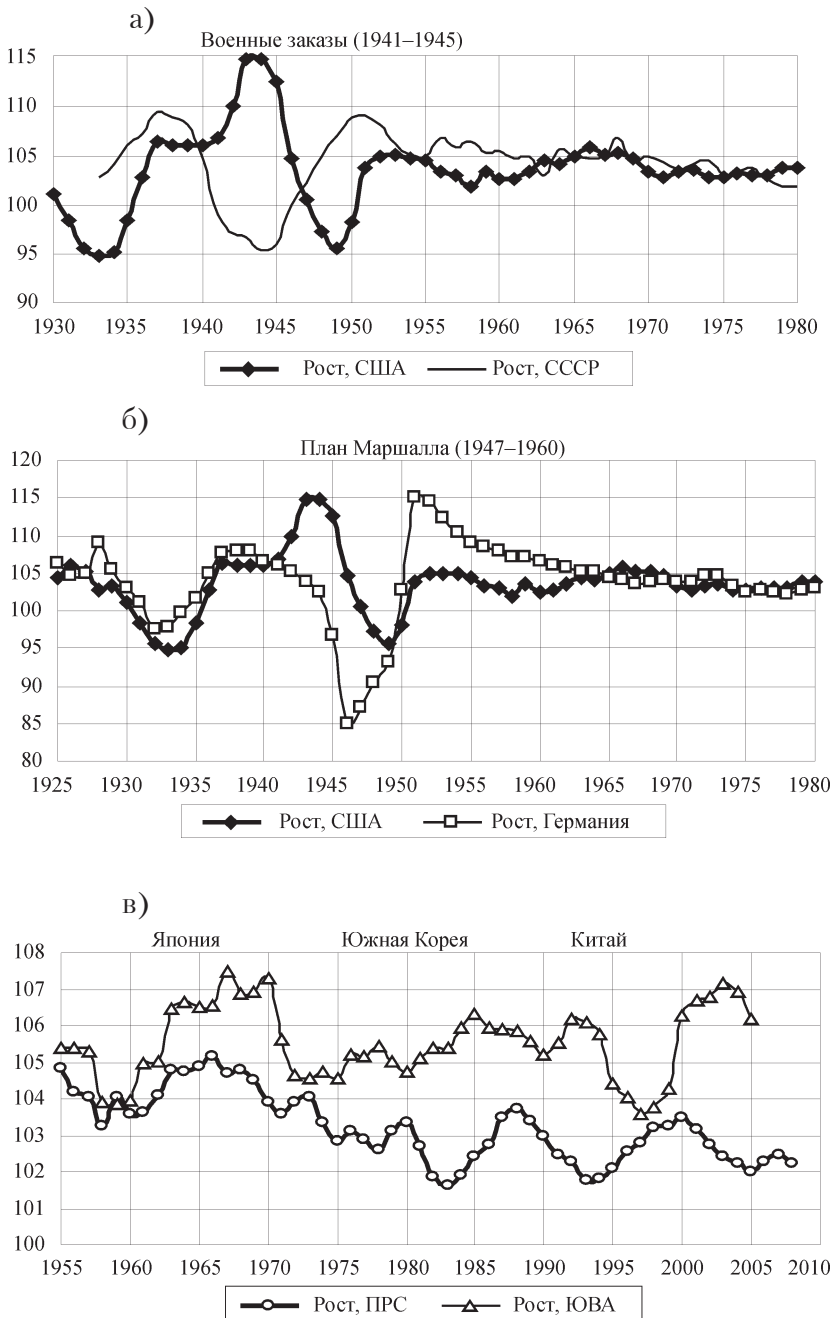 а)
Военные заказы (1941–1945)
115
110
105
100
95
90
1930 1935 1940 1945 1950 1955 1960 1965 1970 1975 1980
Рост, США Рост, СССР
б)
План Маршалла (1947–1960)
120
115
110
105
100
95
90
85
80
1925 1930 1935 1940 1945 1950 1955 1960 1965 1970 1975 1980
Рост, США Рост, Германия
в)
Япония Южная Корея Китай
108
107
106
105
104
103
102
101
100
1955 1960 1965 1970 1975 1980 1985 1990 1995 2000 2005 2010
Рост, ПРС Рост, ЮВА